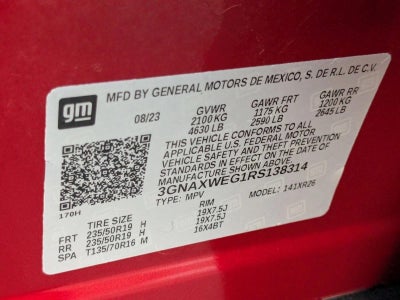 gm
MFD BY GENERAL MOTORS DE MEXICO, S. DE R.L. DE C.V.
08/23 GVWR GAWR FRT GAWR RR
2100 KG 1175 KG 1200 KG
4630 LB 2590 LB 2645 LB
THIS VEHICLE CONFORMS TO ALL
APPLICABLE U.S. FEDERAL MOTOR
VEHICLE SAFETY AND THEFT PREVENTION
STANDARDS IN EFFECT ON THE DATE OF
MANUFACTURE SHOWN ABOVE.
3GNAXWEG1RS138314
TYPE: MPV MODEL: 141XR26
170H
TIRE SIZE RIM
FRT 235/50R19 H 19X7.5J
RR 235/50R19 H 19X7.5J
SPA T135/70R16 M 16X4BT